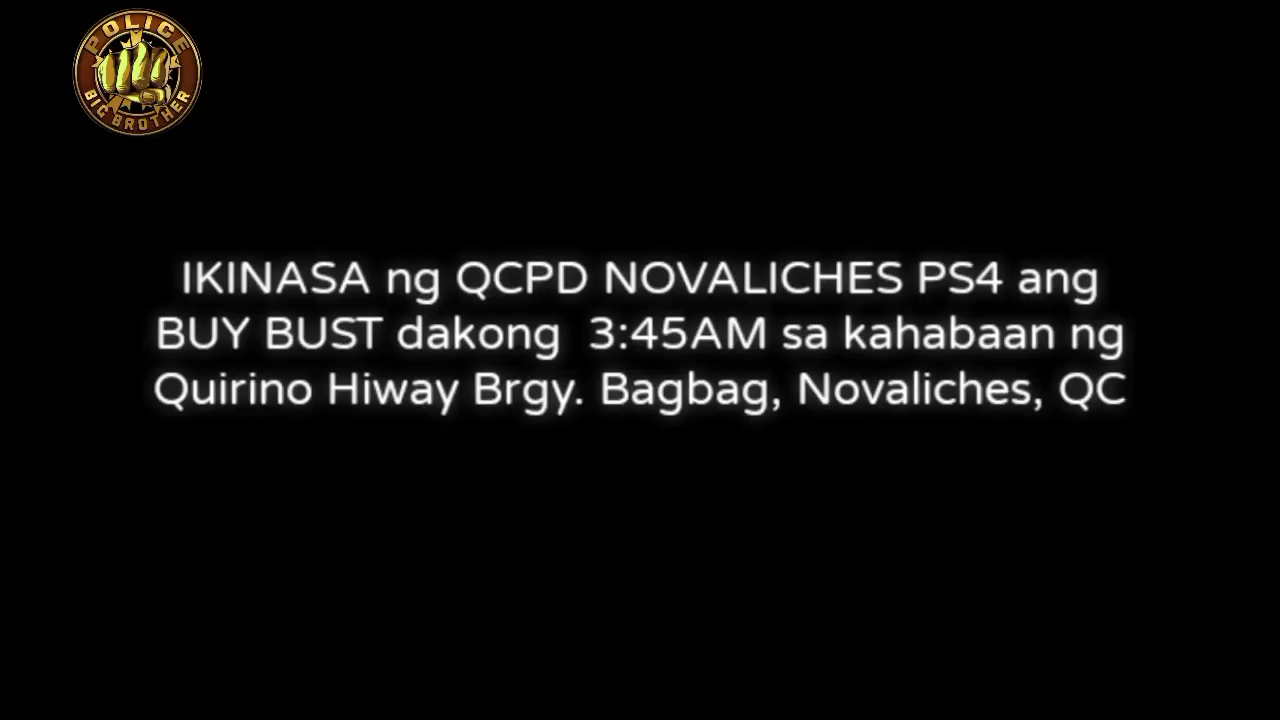 POLICE
BIG BROTHER
IKINASA ng QCPD NOVALICHES PS4 ang
BUY BUST dakong  3:45AM sa kahabaan ng
Quirino Hiway Brgy. Bagbag, Novaliches, QC